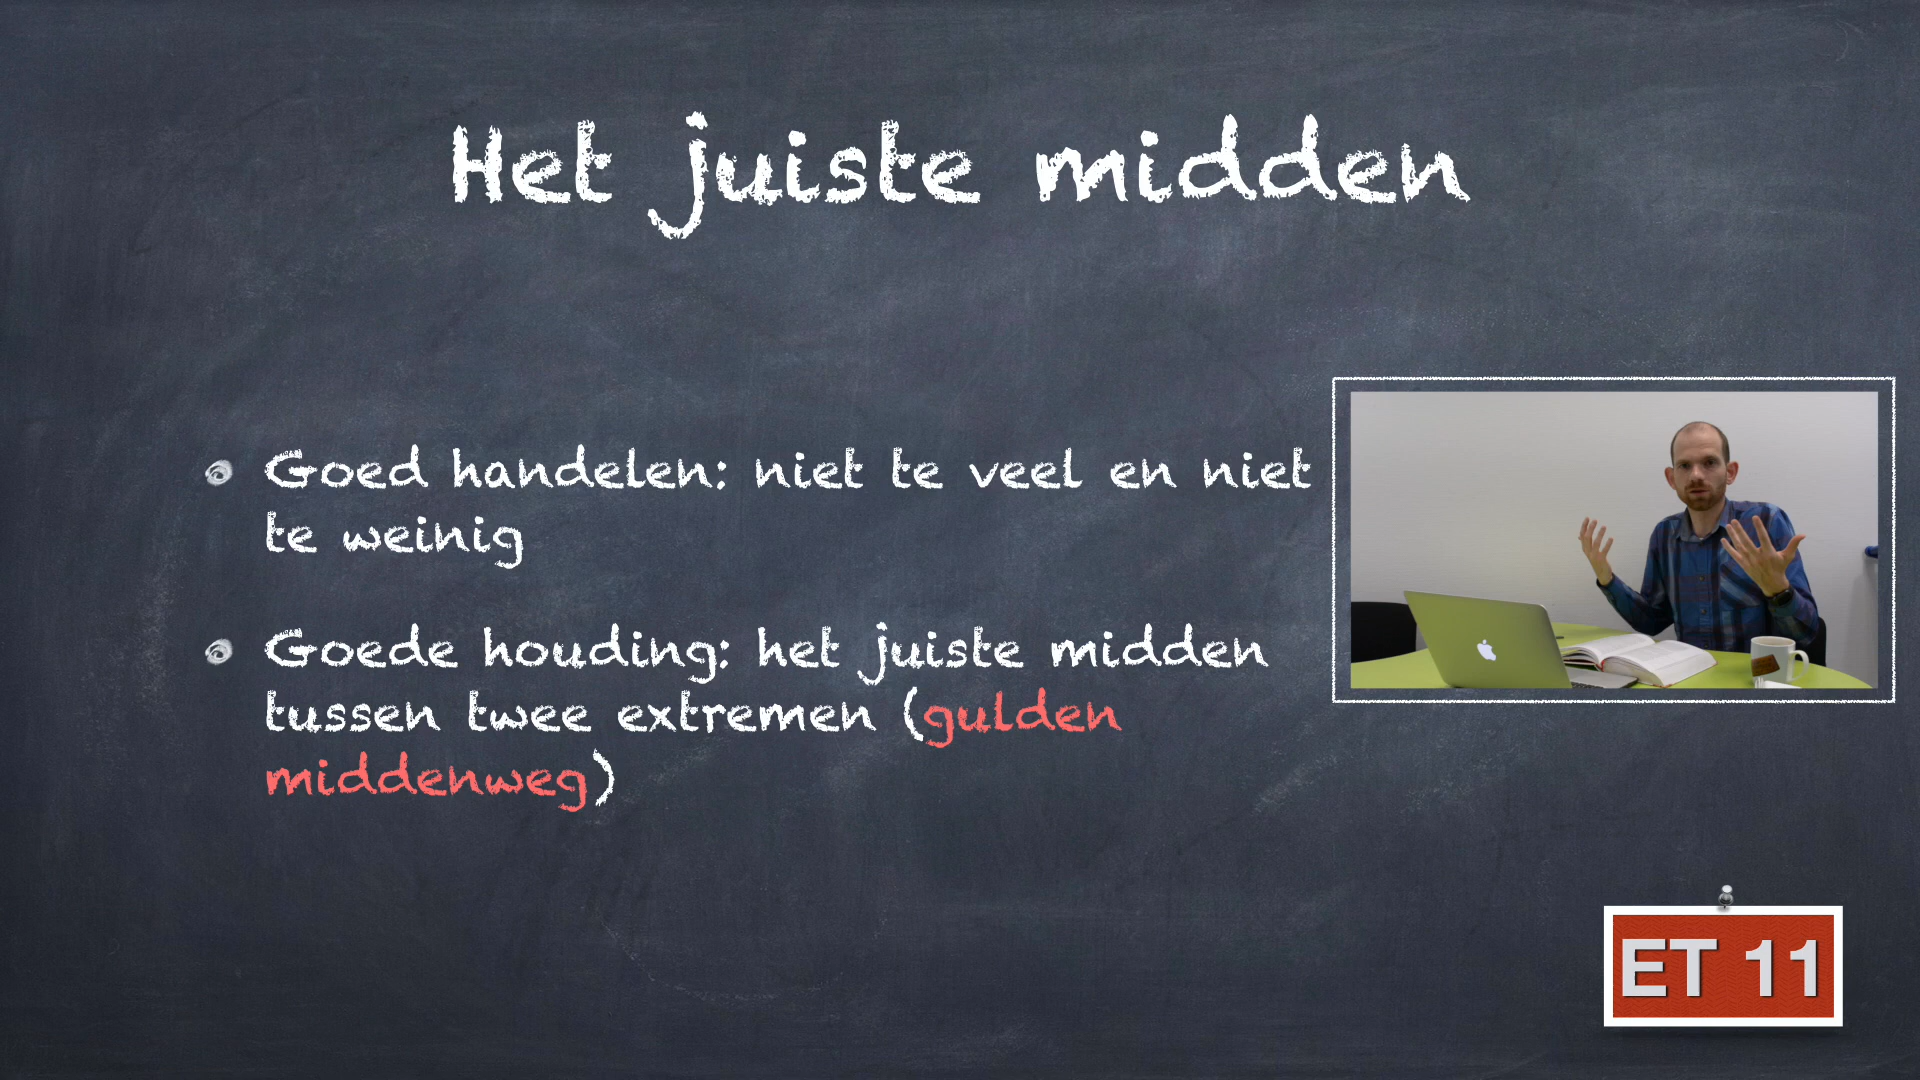 Het juiste midden
Goed handelen: niet te veel en niet
te weinig
Goede houding: het juiste midden
tussen twee extremen (gulden
middenweg)
ET 11